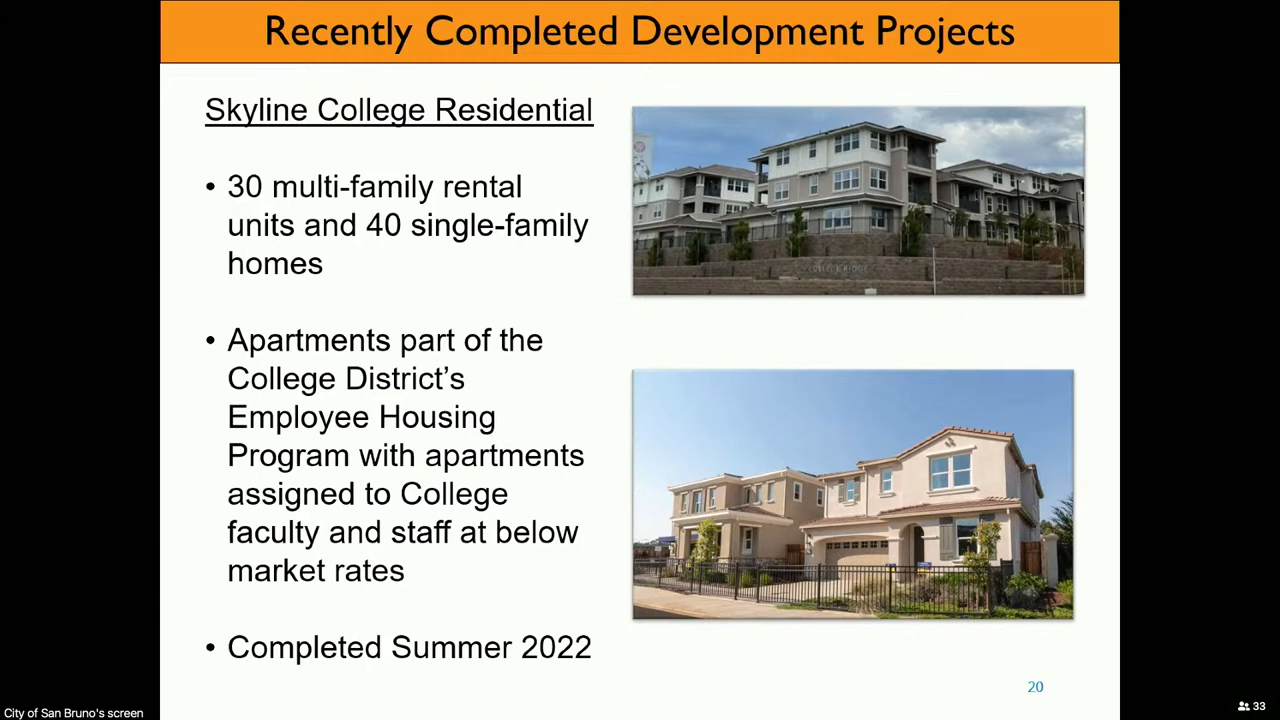 Recently Completed Development Projects
Skyline College Residential
• 30 multi-family rental
units and 40 single-family
homes
• Apartments part of the
College District's
Employee Housing
Program with apartments
assigned to College
faculty and staff at below
market rates
• Completed Summer 2022
20
City of San Bruno's screen
33